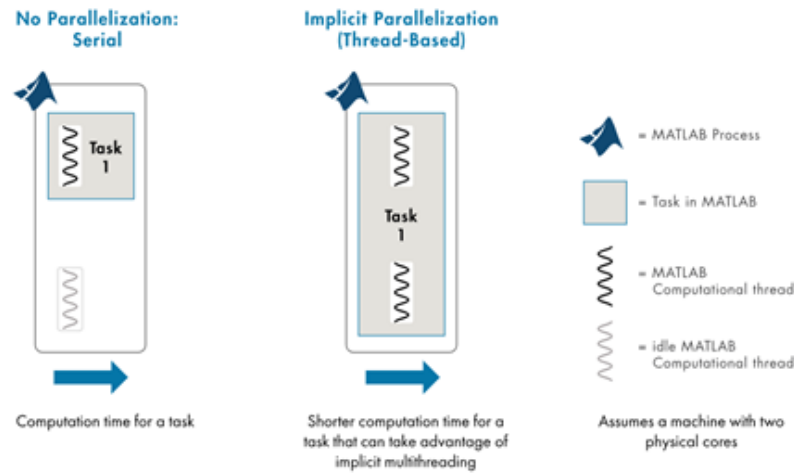 No Parallelization:
Serial
Task
1
Computation time for a task
Implicit Parallelization
(Thread-Based)
Task
1
Shorter computation time for a
task that can take advantage of
implicit multithreading
= MATLAB Process
= Task in MATLAB
= MATLAB
Computational thread
= idle MATLAB
Computational thread
Assumes a machine with two
physical cores